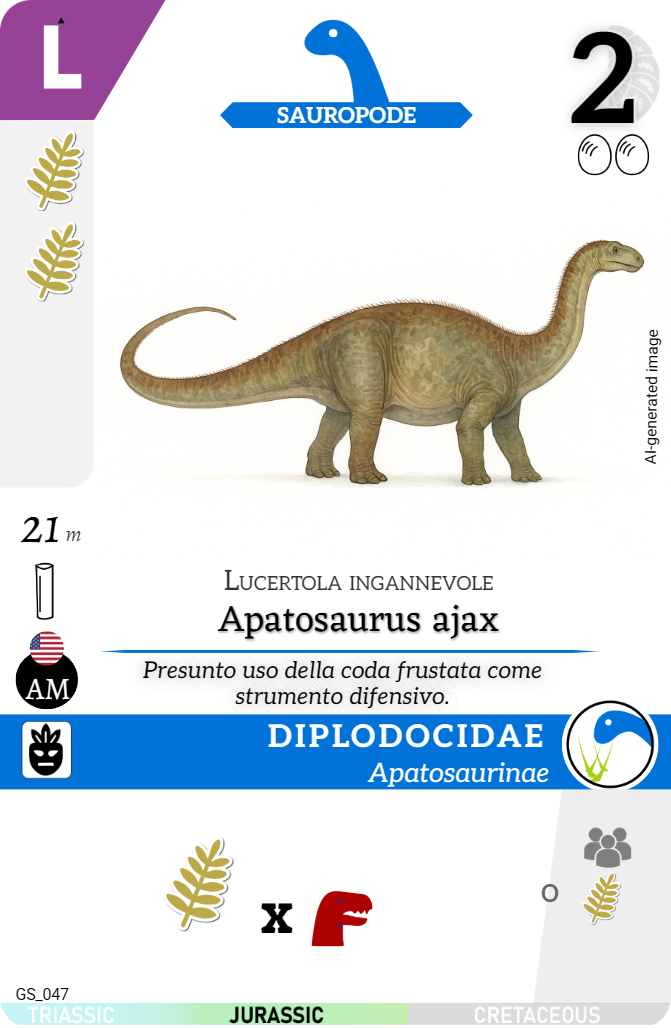 L
SAUROPODE
2
AI-generated image
21 m
LUCERTOLA INGANNEVOLE
Apatosaurus ajax
AM
Presunto uso della coda frustata come
strumento difensivo.
DIPLODOCIDAE
Apatosaurinae
x
O
GS_047
TRIASSIC JURASSIC CRETACEOUS